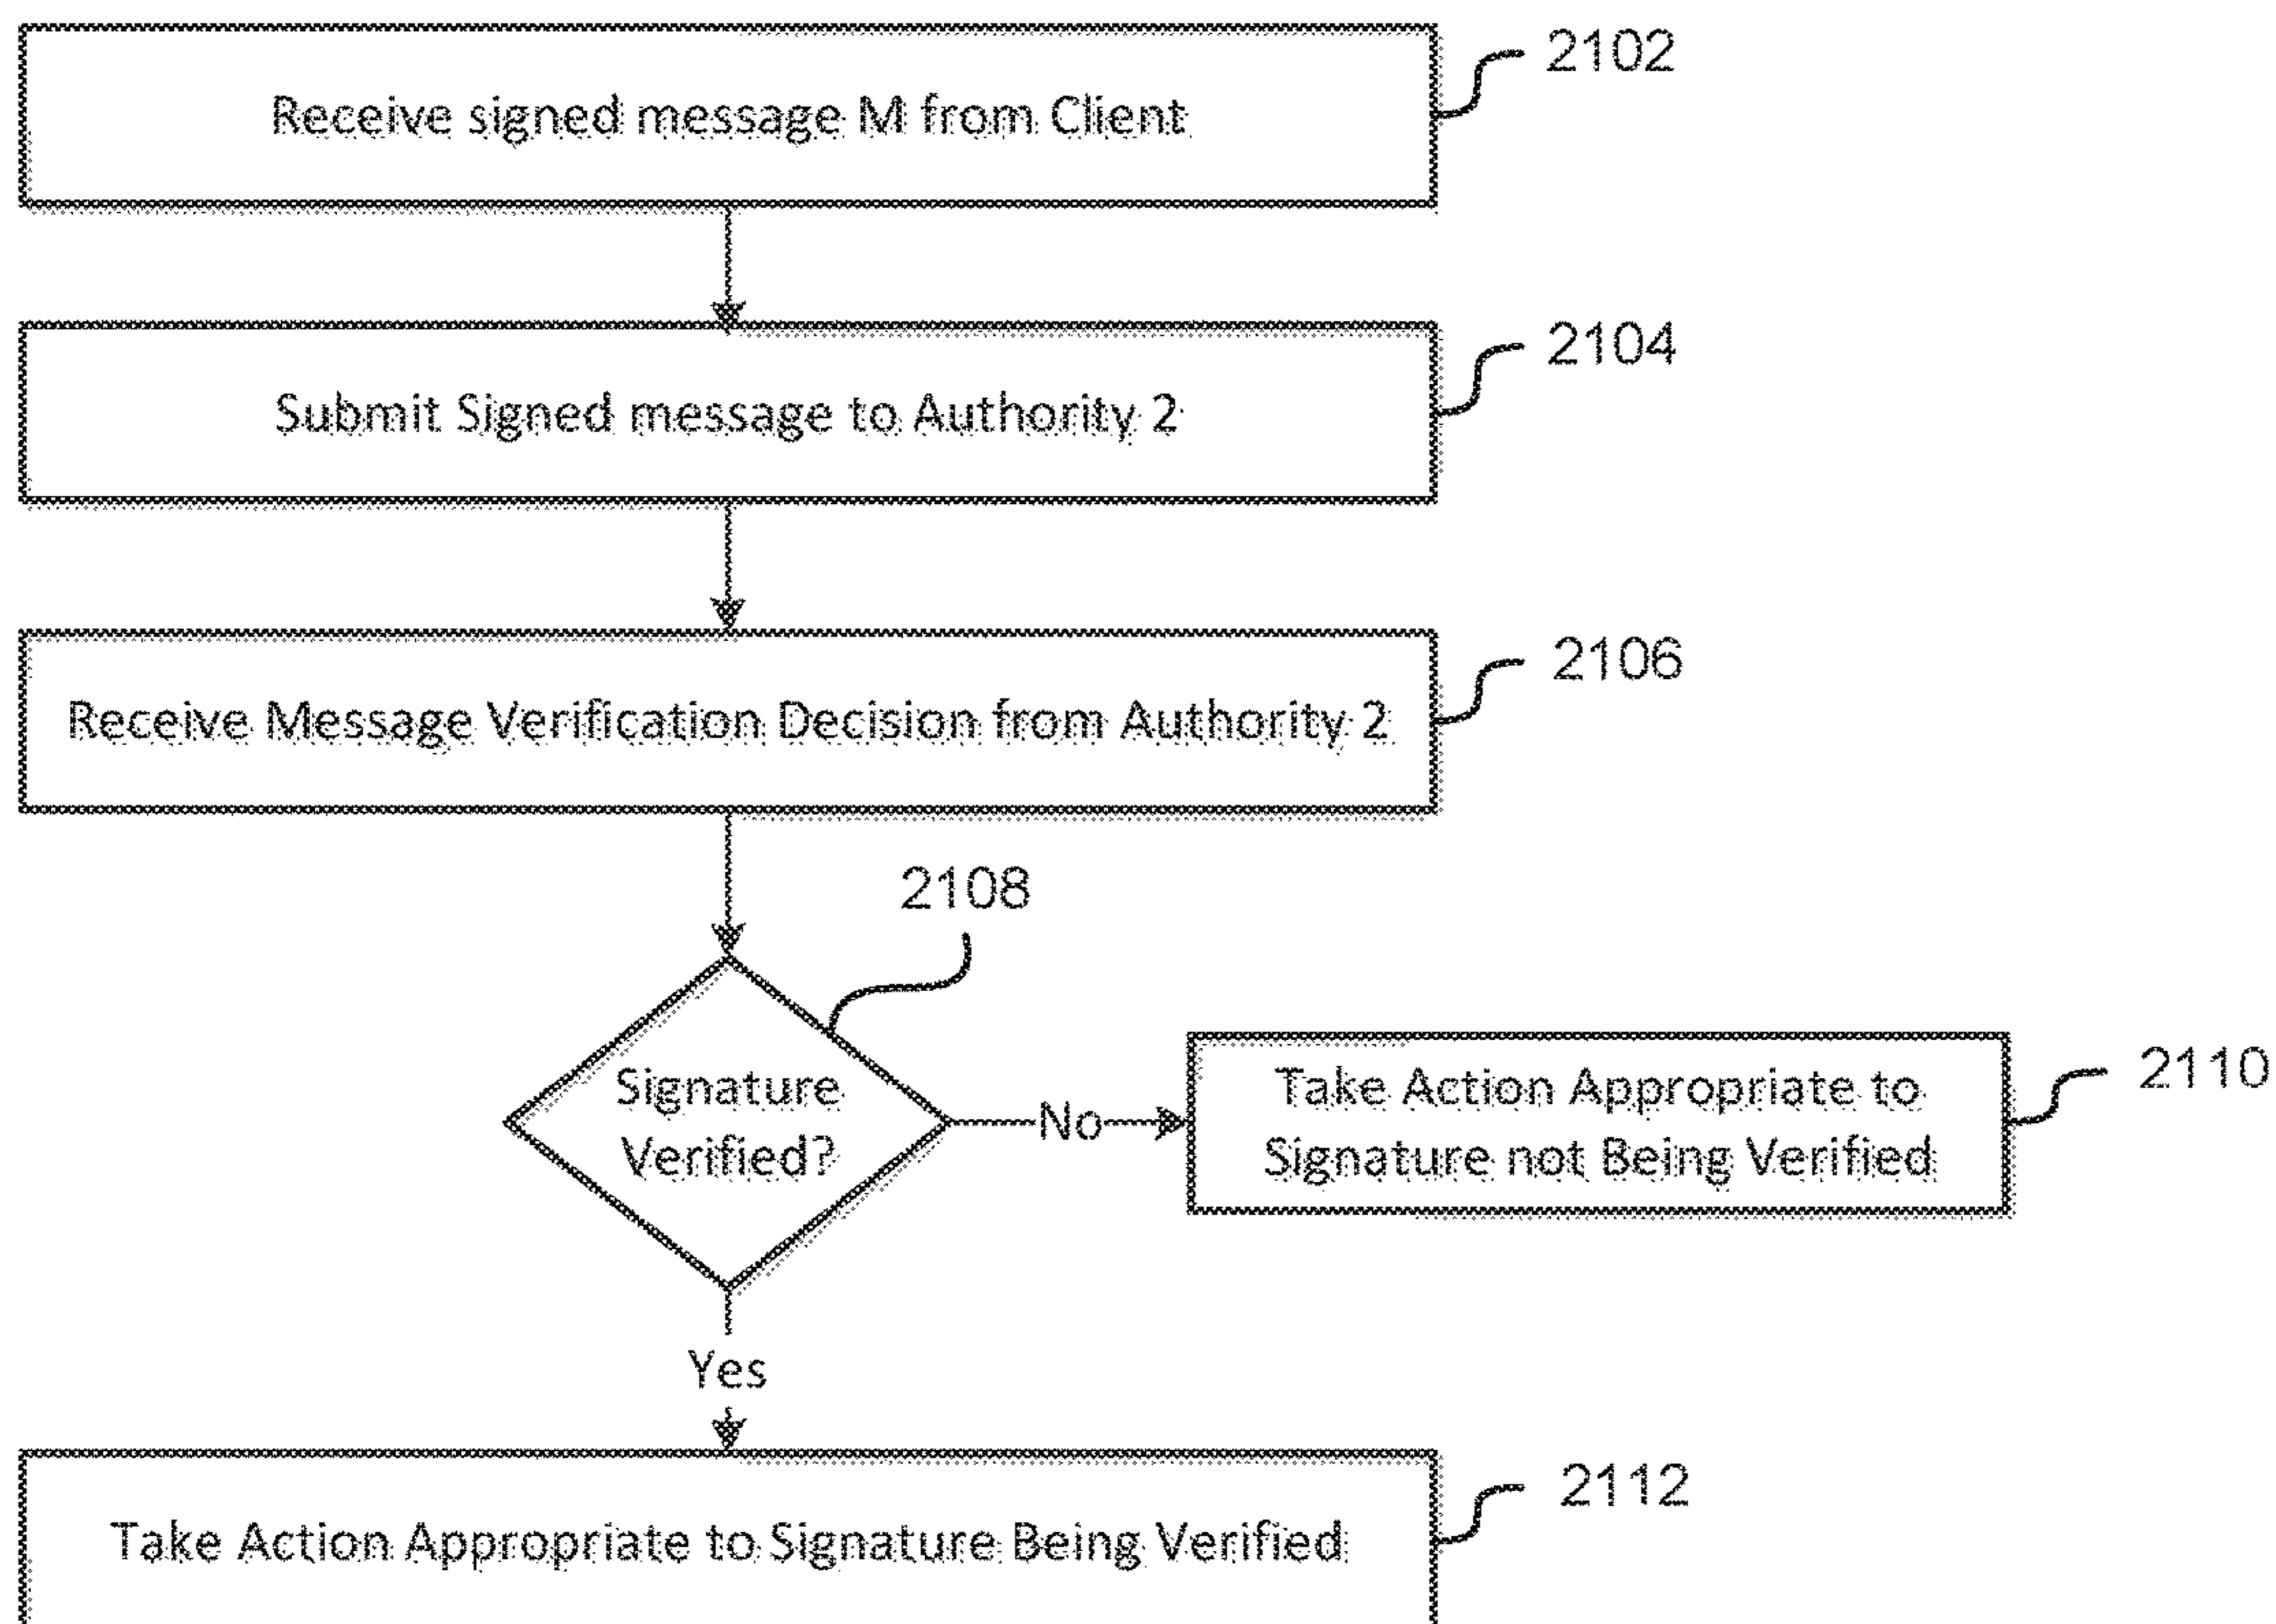 Receive signed message M from Client
2102
Submit Signed message to Authority 2
2104
Receive Message Verification Decision from Authority 2
2106
2108
Signature
Verified?
No
Take Action Appropriate to
Signature not Being Verified
2110
Yes
Take Action Appropriate to Signature Being Verified
2112